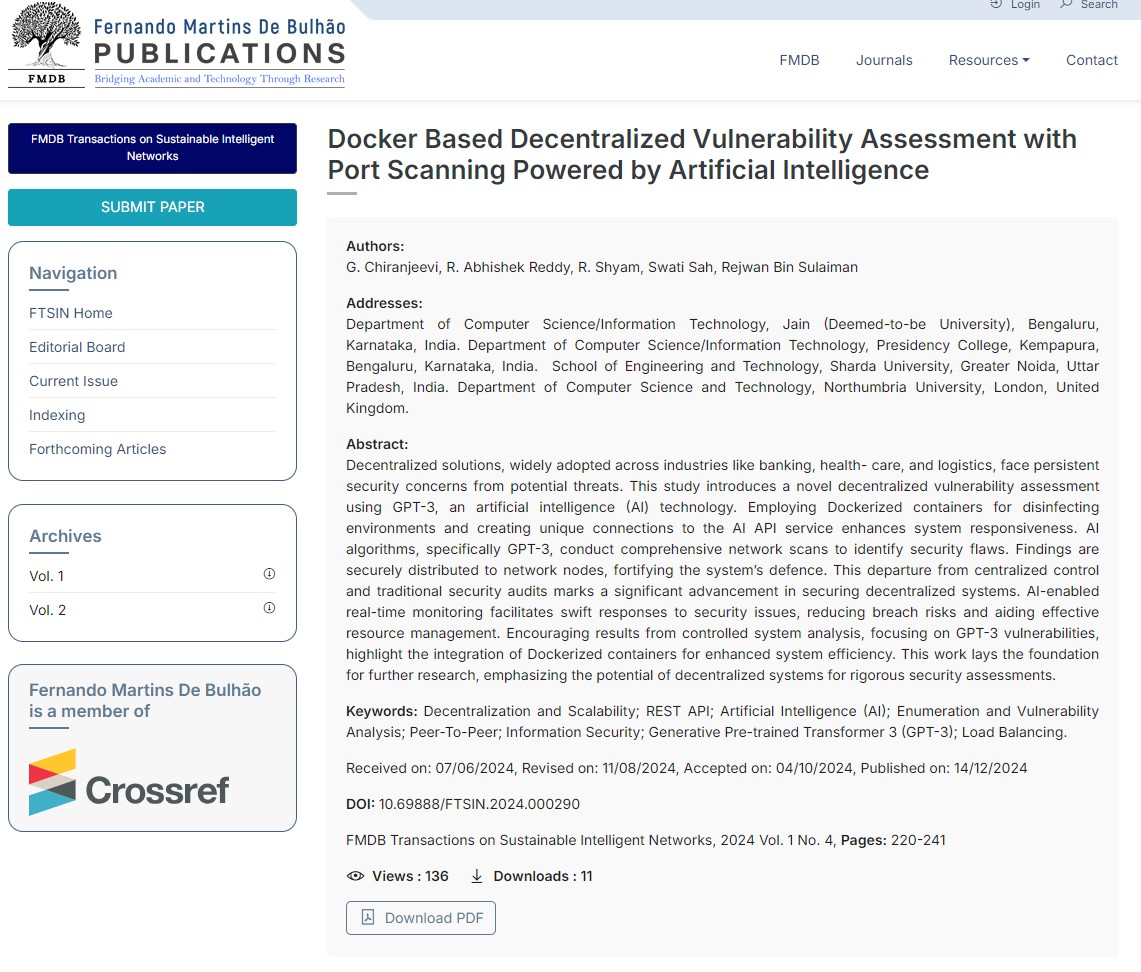 Login
Search
FMDB
Fernando Martins De Bulhão
PUBLICATIONS
Bridging Academic and Technology Through Research
FMDB
Journals
Resources
Contact
FMDB Transactions on Sustainable Intelligent
Networks
SUBMIT PAPER
Navigation
FTSIN Home
Editorial Board
Current Issue
Indexing
Forthcoming Articles
Archives
Vol. 1
Vol. 2
Fernando Martins De Bulhão
is a member of
Crossref
Docker Based Decentralized Vulnerability Assessment with
Port Scanning Powered by Artificial Intelligence
Authors:
G. Chiranjeevi, R. Abhishek Reddy, R. Shyam, Swati Sah, Rejwan Bin Sulaiman
Addresses:
Department of Computer Science/Information Technology, Jain (Deemed-to-be University), Bengaluru,
Karnataka, India. Department of Computer Science/Information Technology, Presidency College, Kempapura,
Bengaluru, Karnataka, India. School of Engineering and Technology, Sharda University, Greater Noida, Uttar
Pradesh, India. Department of Computer Science and Technology, Northumbria University, London, United
Kingdom.
Abstract:
Decentralized solutions, widely adopted across industries like banking, health- care, and logistics, face persistent
security concerns from potential threats. This study introduces a novel decentralized vulnerability assessment
using GPT-3, an artificial intelligence (AI) technology. Employing Dockerized containers for disinfecting
environments and creating unique connections to the AI API service enhances system responsiveness. AI
algorithms, specifically GPT-3, conduct comprehensive network scans to identify security flaws. Findings are
securely distributed to network nodes, fortifying the system’s defence. This departure from centralized control
and traditional security audits marks a significant advancement in securing decentralized systems. AI-enabled
real-time monitoring facilitates swift responses to security issues, reducing breach risks and aiding effective
resource management. Encouraging results from controlled system analysis, focusing on GPT-3 vulnerabilities,
highlight the integration of Dockerized containers for enhanced system efficiency. This work lays the foundation
for further research, emphasizing the potential of decentralized systems for rigorous security assessments.
Keywords: Decentralization and Scalability; REST API; Artificial Intelligence (AI); Enumeration and Vulnerability
Analysis; Peer-To-Peer; Information Security; Generative Pre-trained Transformer 3 (GPT-3); Load Balancing.
Received on: 07/06/2024, Revised on: 11/08/2024, Accepted on: 04/10/2024, Published on: 14/12/2024
DOI: 10.69888/FTSIN.2024.000290
FMDB Transactions on Sustainable Intelligent Networks, 2024 Vol. 1 No. 4, Pages: 220-241
Views : 136 Downloads : 11
Download PDF